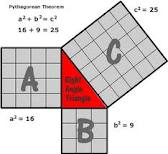 Pythagorean Theorem
a² + b² = c²
16 + 9 = 25
c² = 25
A
C
Right
Angle
Triangle
a² = 16
B
b² = 9